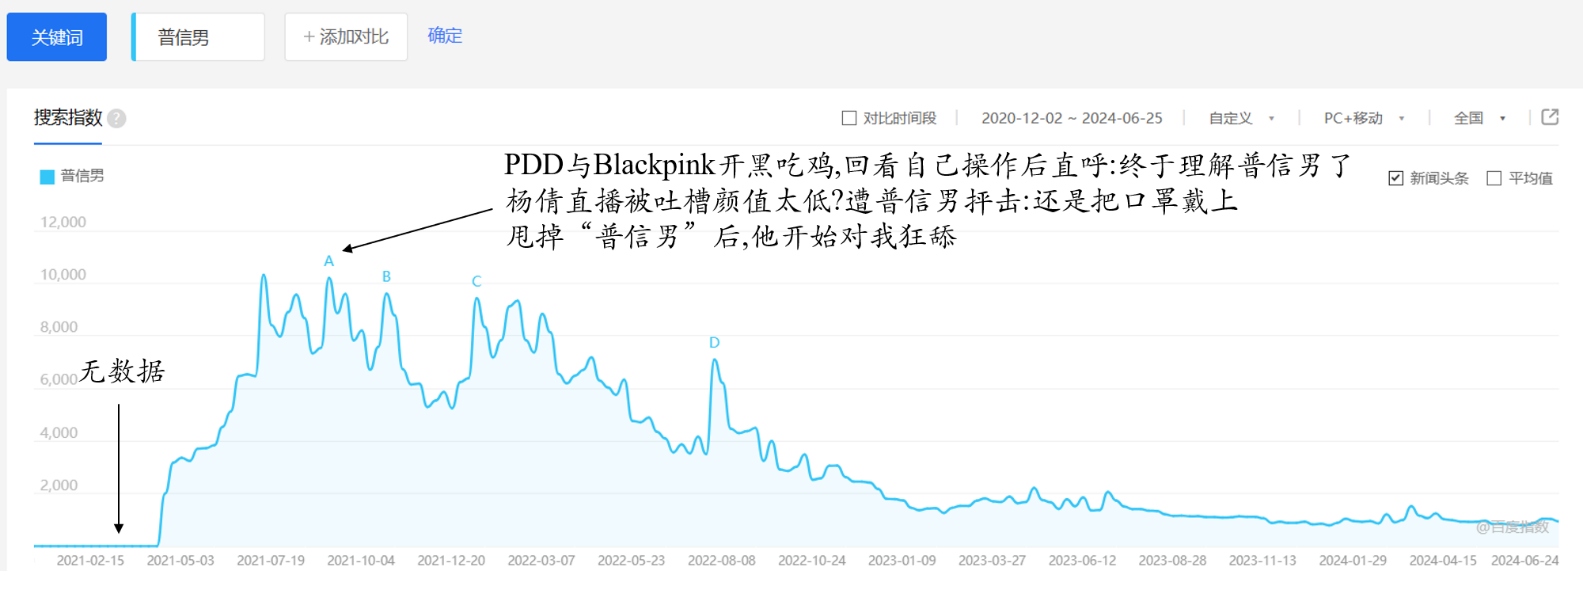 关键词 普信男 + 添加对比 确定
搜索指数 ? 对比时间段 2020-12-02 ~ 2024-06-25 自定义 PC+移动 全国
普信男 新闻头条 平均值
PDD与Blackpink开黑吃鸡,回看自己操作后直呼:终于理解普信男了
杨倩直播被吐槽颜值太低?遭普信男抨击:还是把口罩戴上
甩掉“普信男”后,他开始对我狂舔
12,000
10,000
8,000
6,000
4,000
2,000
无数据
A
B
C
D
@百度指数
2021-02-15 2021-05-03 2021-07-19 2021-10-04 2021-12-20 2022-03-07 2022-05-23 2022-08-08 2022-10-24 2023-01-09 2023-03-27 2023-06-12 2023-08-28 2023-11-13 2024-01-29 2024-04-15 2024-06-24